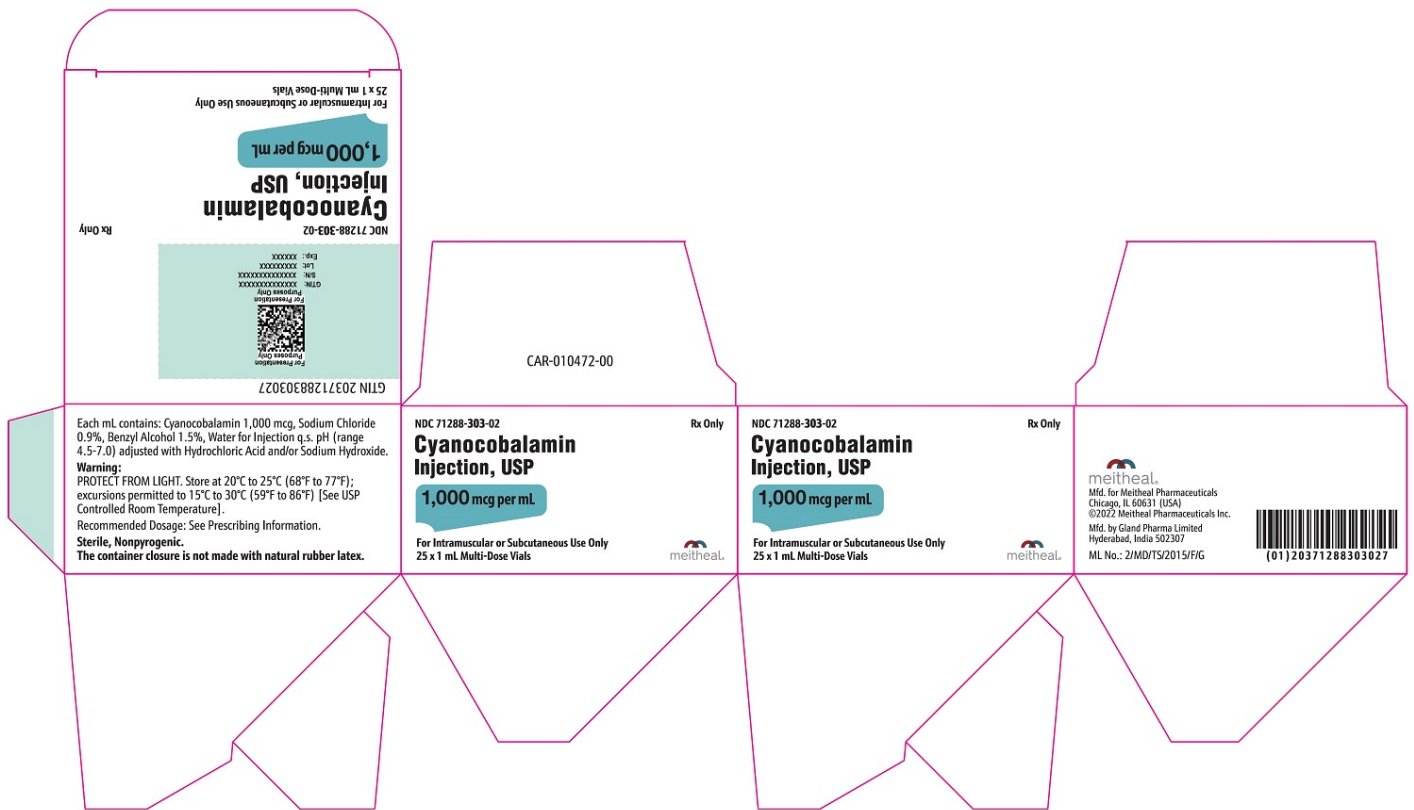 25 x 1 mL Multi-Dose Vials
For Intramuscular or Subcutaneous Use Only
1,000 mcg per mL
Injection, USP
Cyanocobalamin
NDC 71288-303-02
Rx Only
Exp.: XXXXXX
Lot: XXXXXXXXX
S/N: XXXXXXXXXXXXXX
GTIN: XXXXXXXXXXXXXX
Purposes Only
For Presentation
Purposes Only
For Presentation
GTIN 20371288303027
CAR-010472-00
Each mL contains: Cyanocobalamin 1,000 mcg, Sodium Chloride
0.9%, Benzyl Alcohol 1.5%, Water for Injection q.s. pH (range
4.5-7.0) adjusted with Hydrochloric Acid and/or Sodium Hydroxide.
Warning:
PROTECT FROM LIGHT. Store at 20°C to 25°C (68°F to 77°F);
excursions permitted to 15°C to 30°C (59°F to 86°F) [See USP
Controlled Room Temperature].
Recommended Dosage: See Prescribing Information.
Sterile, Nonpyrogenic.
The container closure is not made with natural rubber latex.
NDC 71288-303-02
Rx Only
Cyanocobalamin
Injection, USP
1,000 mcg per mL
For Intramuscular or Subcutaneous Use Only
25 x 1 mL Multi-Dose Vials
meitheal®
NDC 71288-303-02
Rx Only
Cyanocobalamin
Injection, USP
1,000 mcg per mL
For Intramuscular or Subcutaneous Use Only
25 x 1 mL Multi-Dose Vials
meitheal®
meitheal®
Mfd. for Meitheal Pharmaceuticals
Chicago, IL 60631 (USA)
©2022 Meitheal Pharmaceuticals Inc.
Mfd. by Gland Pharma Limited
Hyderabad, India 502307
ML No.: 2/MD/TS/2015/F/G
(01)20371288303027